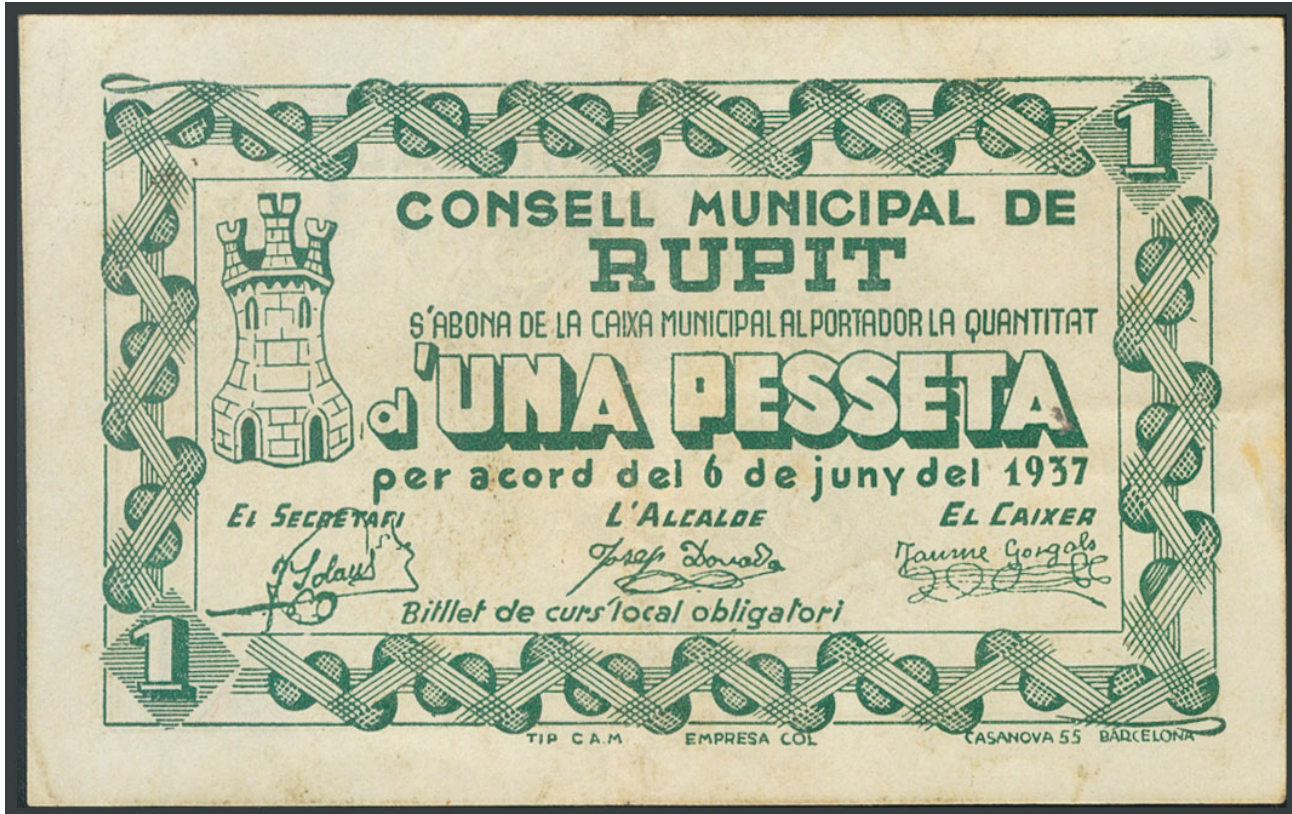 1
CONSELL MUNICIPAL DE
RUPIT
S'ABONA DE LA CAIXA MUNICIPAL AL PORTADOR LA QUANTITAT
d'UNA PESSETA
per acord del 6 de juny del 1937
EL SECRETARI L'ALCALDE EL CAIXER
Josep Jaume Gorgals
Bitllet de curs local obligatori
1
TIP C.A.M EMPRESA COL CASANOVA 55 BARCELONA